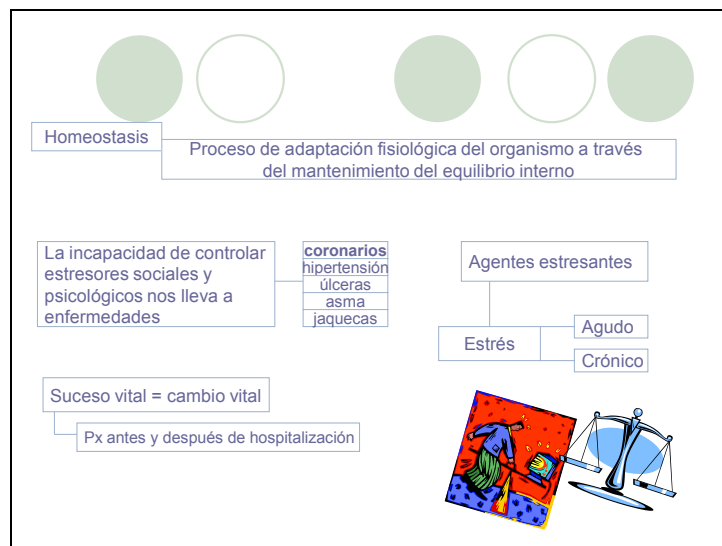 Homeostasis
Proceso de adaptación fisiológica del organismo a través
del mantenimiento del equilibrio interno
La incapacidad de controlar
estresores sociales y
psicológicos nos lleva a
enfermedades
coronarios
hipertensión
úlceras
asma
jaquecas
Agentes estresantes
Estrés
Agudo
Crónico
Suceso vital = cambio vital
Px antes y después de hospitalización